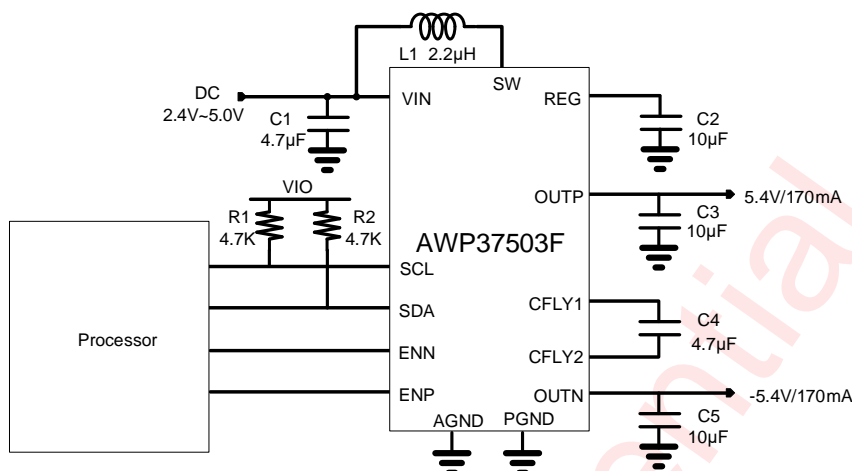 L1 2.2μH
DC
2.4V~5.0V
VIN
SW
REG
C1
4.7μF
C2
10μF
VIO
R1
4.7K
R2
4.7K
OUTP
5.4V/170mA
C3
10μF
AWP37503F
SCL
SDA
ENN
ENP
Processor
CFLY1
CFLY2
C4
4.7μF
OUTN
-5.4V/170mA
C5
10μF
AGND
PGND
ential